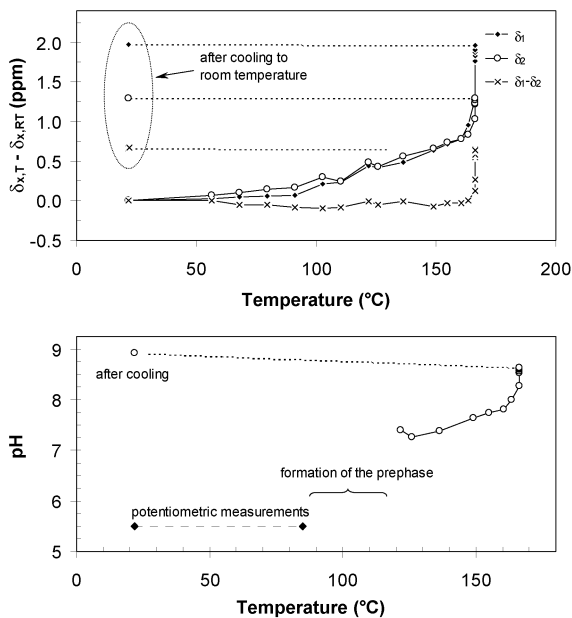 δx,T - δx,RT (ppm)
2.0
1.5
1.0
0.5
0.0
-0.5
after cooling to
room temperature
δ1
δ2
δ1-δ2
0
50
100
150
200
Temperature (°C)
pH
9
8
7
6
5
after cooling
formation of the prephase
potentiometric measurements
0
50
100
150
Temperature (°C)